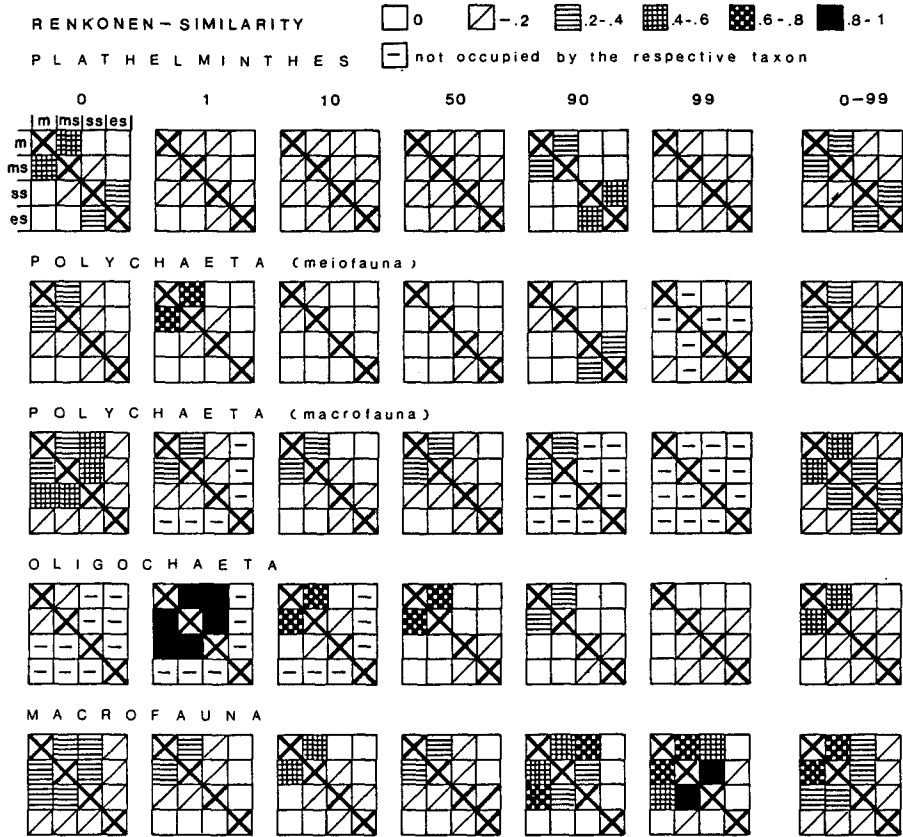 RENKONEN-SIMILARITY 0 -.2 .2-.4 .4-.6 .6-.8 .8-1
PLATHELMINTHES - not occupied by the respective taxon
0 1 10 50 90 99 0-99
m ms ss es
m
ms
ss
es
POLYCHAETA (meiofauna)
POLYCHAETA (macrofauna)
OLIGOCHAETA
MACROFAUNA